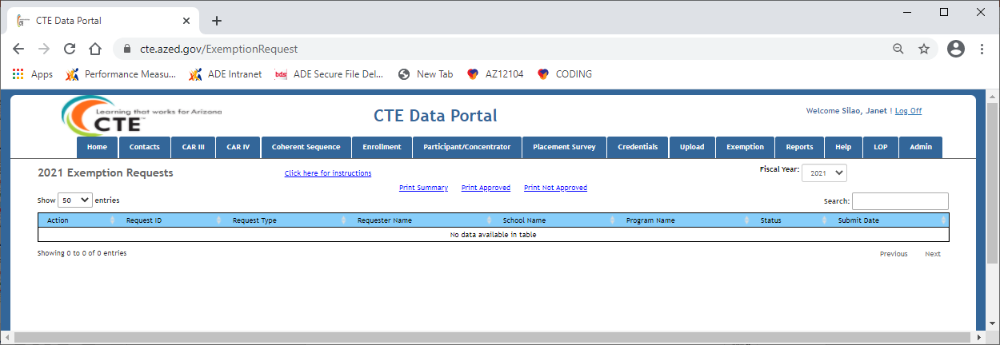 CTE Data Portal
cte.azed.gov/ExemptionRequest
Apps Performance Measu... ADE Intranet bds ADE Secure File Del... New Tab AZ12104 CODING
Learning that works for Arizona
CTE
CTE Data Portal
Welcome Silao, Janet ! Log Off
Home Contacts CAR III CAR IV Coherent Sequence Enrollment Participant/Concentrator Placement Survey Credentials Upload Exemption Reports Help LOP Admin
2021 Exemption Requests Click here for instructions Fiscal Year: 2021
Print Summary Print Approved Print Not Approved
Show 50 entries Search:
Action Request ID Request Type Requester Name School Name Program Name Status Submit Date
No data available in table
Showing 0 to 0 of 0 entries Previous Next